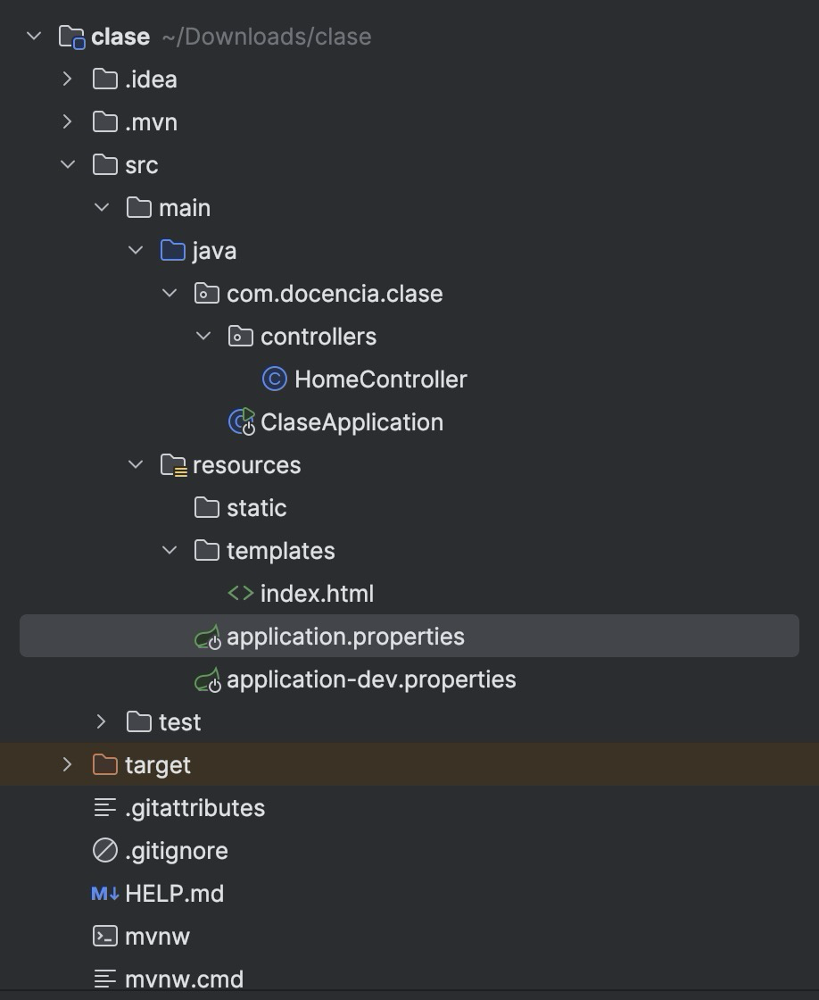 clase ~/Downloads/clase
.idea
.mvn
src
main
java
com.docencia.clase
controllers
HomeController
ClaseApplication
resources
static
templates
index.html
application.properties
application-dev.properties
test
target
.gitattributes
.gitignore
M↓ HELP.md
mvnw
mvnw.cmd